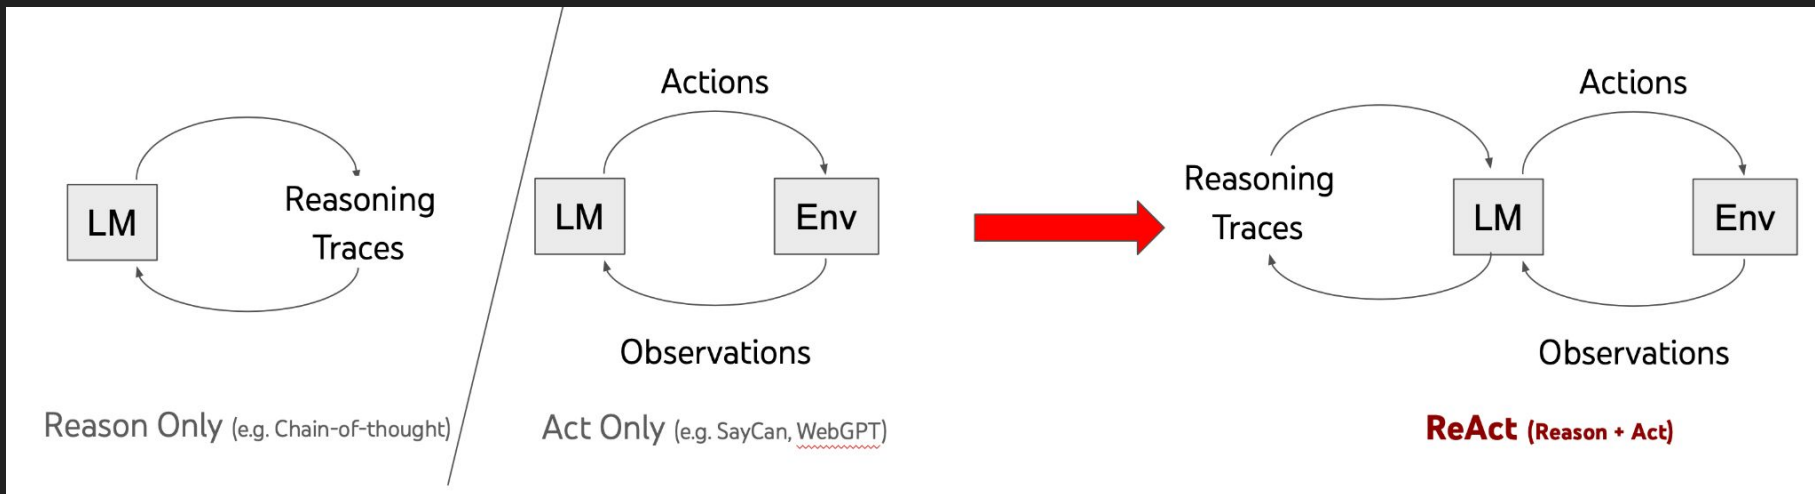 LM
Reasoning
Traces
Reason Only (e.g. Chain-of-thought)
Actions
LM
Env
Observations
Act Only (e.g. SayCan, WebGPT)
Reasoning
Traces
LM
Actions
Env
Observations
ReAct (Reason + Act)